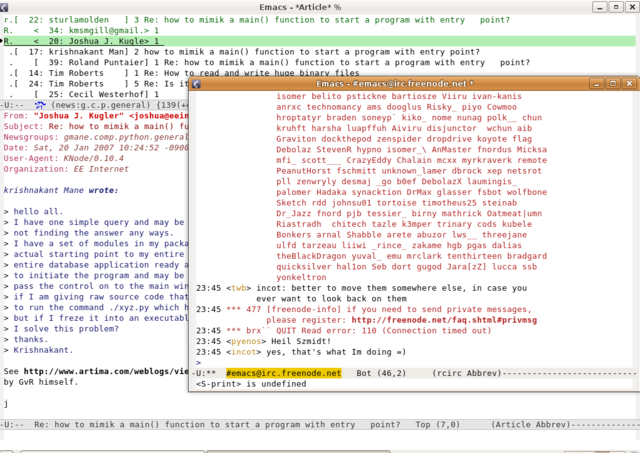 Emacs - *Article* %
r.[  22: sturlamolden   ] 3 Re: how to mimik a main() function to start a program with entry   point?
R.   <  34: kmsmgill@gmail.> 1
R.   <  20: Joshua J. Kugle> 1
 .[  17: krishnakant Man] 2 how to mimik a main() function to start a program with entry point?
 .    [  39: Roland Puntaier] 1 Re: how to mimik a main() function to start a program with entry   point?
 .[  14: Tim Roberts    ] 1 Re: How to read and write huge binary files
 .[  24: Tim Roberts    ] 5 Re: Is it
 .    [  25: Cecil Westerhof] 1
-U:--  (news:g.c.p.general) {139(+4
From: "Joshua J. Kugler" <joshua@eein
Subject: Re: how to mimik a main() fu
Newsgroups: gmane.comp.python.general
Date: Sat, 20 Jan 2007 10:24:52 -0900
User-Agent: KNode/0.10.4
Organization: EE Internet
krishnakant Mane wrote:
> hello all.
> I have one simple query and may be
> not finding the answer any ways.
> I have a set of modules in my packa
> actual starting point to my entire
> entire database application ready a
> to initiate the program and may be
> pass the control on to the main win
> if I am giving raw source code that
> to run the command ./xyz.py which h
> but if I freeze it into an executabl
> I solve this problem?
> thanks.
> Krishnakant.
See http://www.artima.com/weblogs/vie
by GvR himself.
j
-U:--  Re: how to mimik a main() function to start a program with entry   point?   Top (7,0)      (Article Abbrev)--------------
Emacs - #emacs@irc.freenode.net *
isomer belito pstickne bartiosze Viiru ivan-kanis
anrxc technomancy ams dooglus Risky_ piyo Cowmoo
hroptatyr braden soneyp` kiko_ nome nunag polk__ chun
kruhft harsha luapffuh Aiviru disjunctor  wchun aib
Graviton dockthepod zenspider dropdrive koyote flag
Debolaz StevenR hypno isomer_\ AnMaster fnordus Micksa
mfi_ scott___ CrazyEddy Chalain mcxx myrkraverk remote
PeanutHorst fschmitt unknown_lamer dbrock xep netsrot
pll zenwryly desmaj _go b0ef DebolazX laumingis_
palomer Hadaka synacktion DrMax glasser fsbot wolfbone
Sketch rdd johnsu01 tortoise timotheus25 steinab
Dr_Jazz fnord pjb tessier_ birny mathrick Oatmeat|umn
Riastradh  chitech tazle k3mper trinary cods kubele
Bonkers arnal Shabble arete abuzor lws__ threejane
ulfd tarzeau liiwi _rince_ zakame hgb pgas dalias
theBlackDragon yuval_ emu mrclark tenthirteen bradgard
quicksilver hal1on Seb dort gugod Jara[zZ] lucca ssb
yonkeltron
23:45 <twb> incot: better to move them somewhere else, in case you
ever want to look back on them
23:45 *** 477 [freenode-info] if you need to send private messages,
please register: http://freenode.net/faq.shtml#privmsg
23:45 *** brx`` QUIT Read error: 110 (Connection timed out)
23:45 <pyenos> Heil Szmidt!
23:45 <incot> yes, that's what Im doing =)
>
-U:**  #emacs@irc.freenode.net   Bot (46,2)      (rcirc Abbrev)--------------------------
<S-print> is undefined